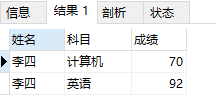 信息 结果 1 剖析 状态
姓名 科目 成绩
李四 计算机 70
李四 英语 92